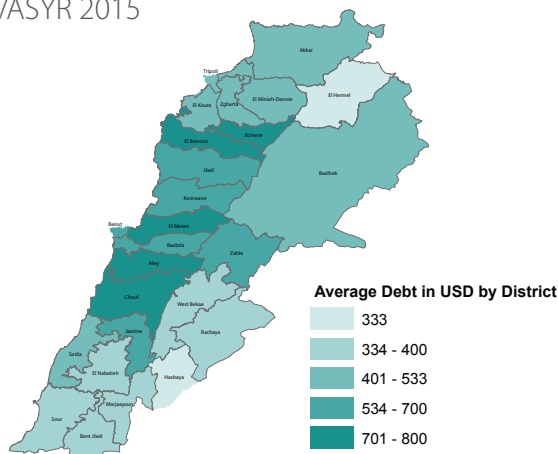 VASYR 2015
Akkar
Tripoli
El Hermel
El Koura
Zgharta
El Minieh-Dennie
Bcharre
El Batroun
Jbeil
Baalbek
Kesrwane
Beirut
El Meten
Baabda
Zahle
Aley
Chouf
West Bekaa
Jezzine
Rachaya
Saida
El Nabatieh
Hasbaya
Marjaayoun
Sour
Bent Jbeil
Average Debt in USD by District
333
334 - 400
401 - 533
534 - 700
701 - 800